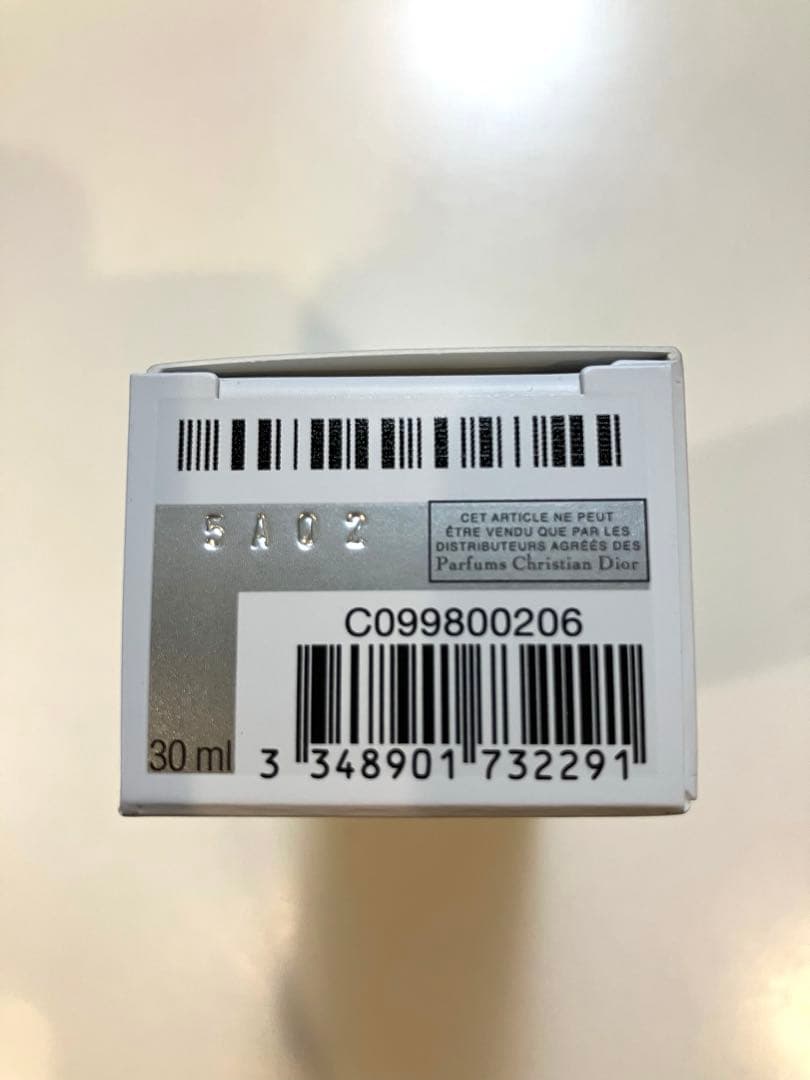 5A02
CET ARTICLE NE PEUT
ÊTRE VENDU QUE PAR LES
DISTRIBUTEURS AGRÉÉS DES
Parfums Christian Dior
C099800206
30 ml
3 348901 732291